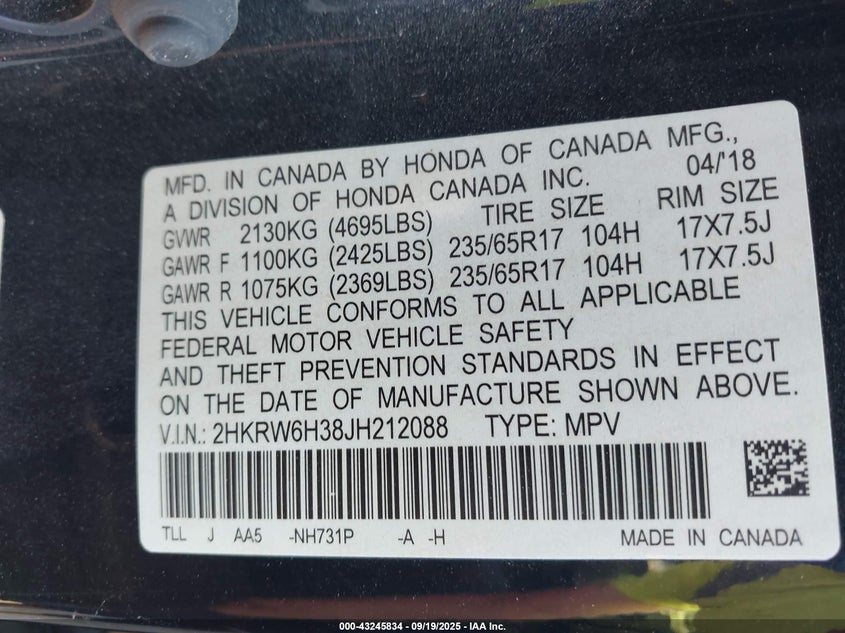 MFD. IN CANADA BY HONDA OF CANADA MFG.,
A DIVISION OF HONDA CANADA INC. 04/'18
GVWR 2130KG (4695LBS) TIRE SIZE RIM SIZE
GAWR F 1100KG (2425LBS) 235/65R17 104H 17X7.5J
GAWR R 1075KG (2369LBS) 235/65R17 104H 17X7.5J
THIS VEHICLE CONFORMS TO ALL APPLICABLE
FEDERAL MOTOR VEHICLE SAFETY
AND THEFT PREVENTION STANDARDS IN EFFECT
ON THE DATE OF MANUFACTURE SHOWN ABOVE.
V.I.N.: 2HKRW6H38JH212088 TYPE: MPV
TLL J AA5 -NH731P -A -H MADE IN CANADA
000-43245834 - 09/19/2025 - IAA Inc.